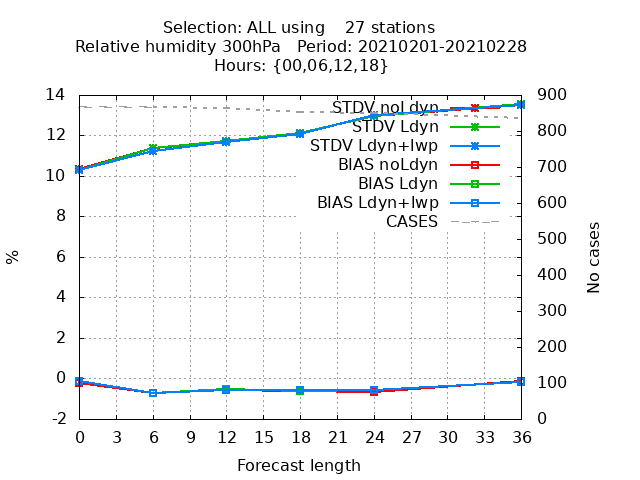 Selection: ALL using    27 stations
Relative humidity 300hPa   Period: 20210201-20210228
Hours: {00,06,12,18}
STDV noLdyn
STDV Ldyn
STDV Ldyn+lwp
BIAS noLdyn
BIAS Ldyn
BIAS Ldyn+lwp
CASES
%
14
12
10
8
6
4
2
0
-2
900
800
700
600
500
400
300
200
100
0
No cases
0 3 6 9 12 15 18 21 24 27 30 33 36
Forecast length